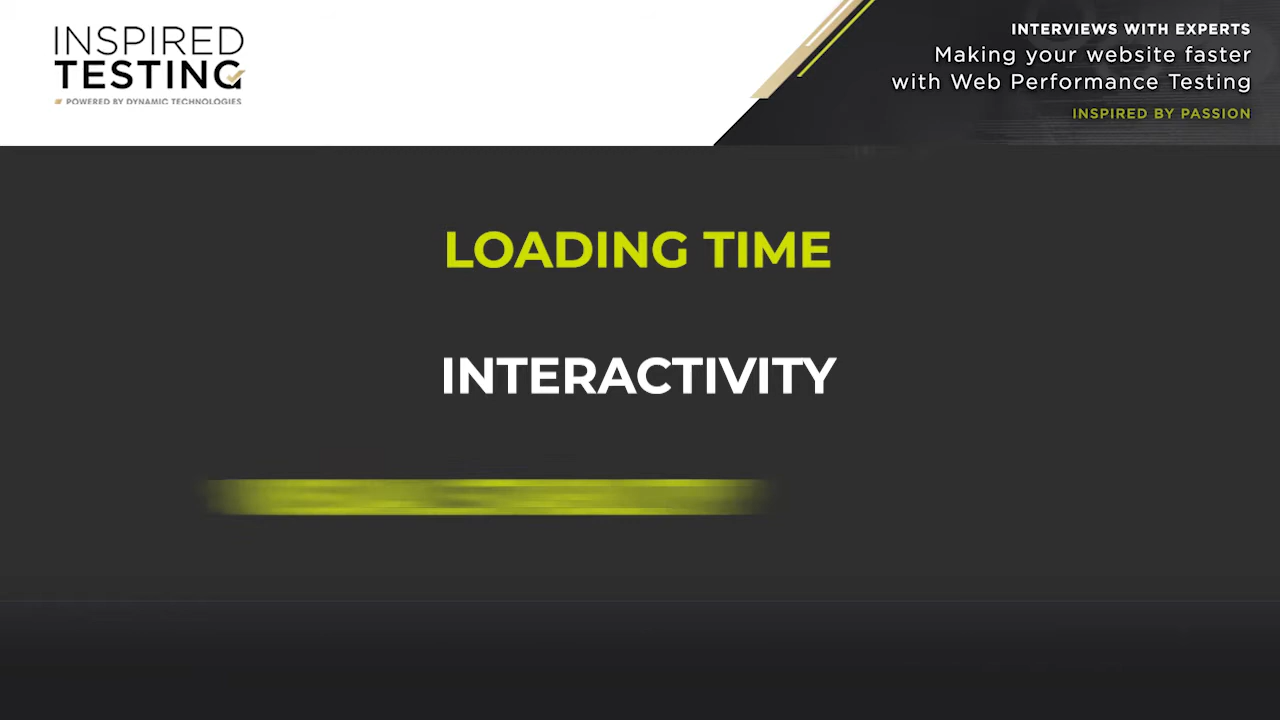 INSPIRED
TESTING
POWERED BY DYNAMIC TECHNOLOGIES
INTERVIEWS WITH EXPERTS
Making your website faster
with Web Performance Testing
INSPIRED BY PASSION
LOADING TIME
INTERACTIVITY